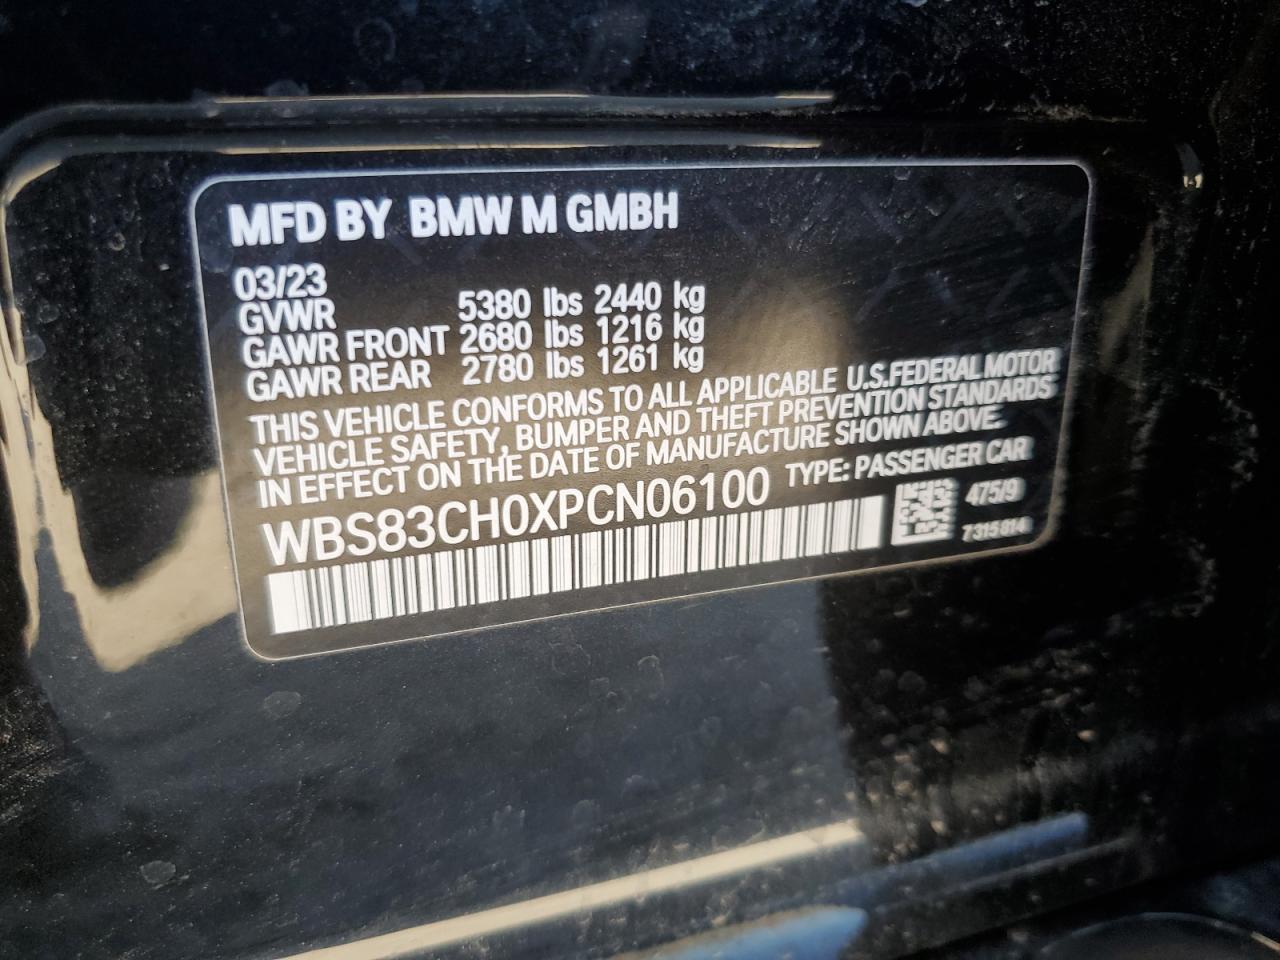 MFD BY BMW M GMBH
03/23
GVWR 5380 lbs 2440 kg
GAWR FRONT 2680 lbs 1216 kg
GAWR REAR 2780 lbs 1261 kg
THIS VEHICLE CONFORMS TO ALL APPLICABLE U.S.FEDERAL MOTOR
VEHICLE SAFETY, BUMPER AND THEFT PREVENTION STANDARDS
IN EFFECT ON THE DATE OF MANUFACTURE SHOWN ABOVE.
WBS83CH0XPCN06100 TYPE: PASSENGER CAR
475/9
7315814